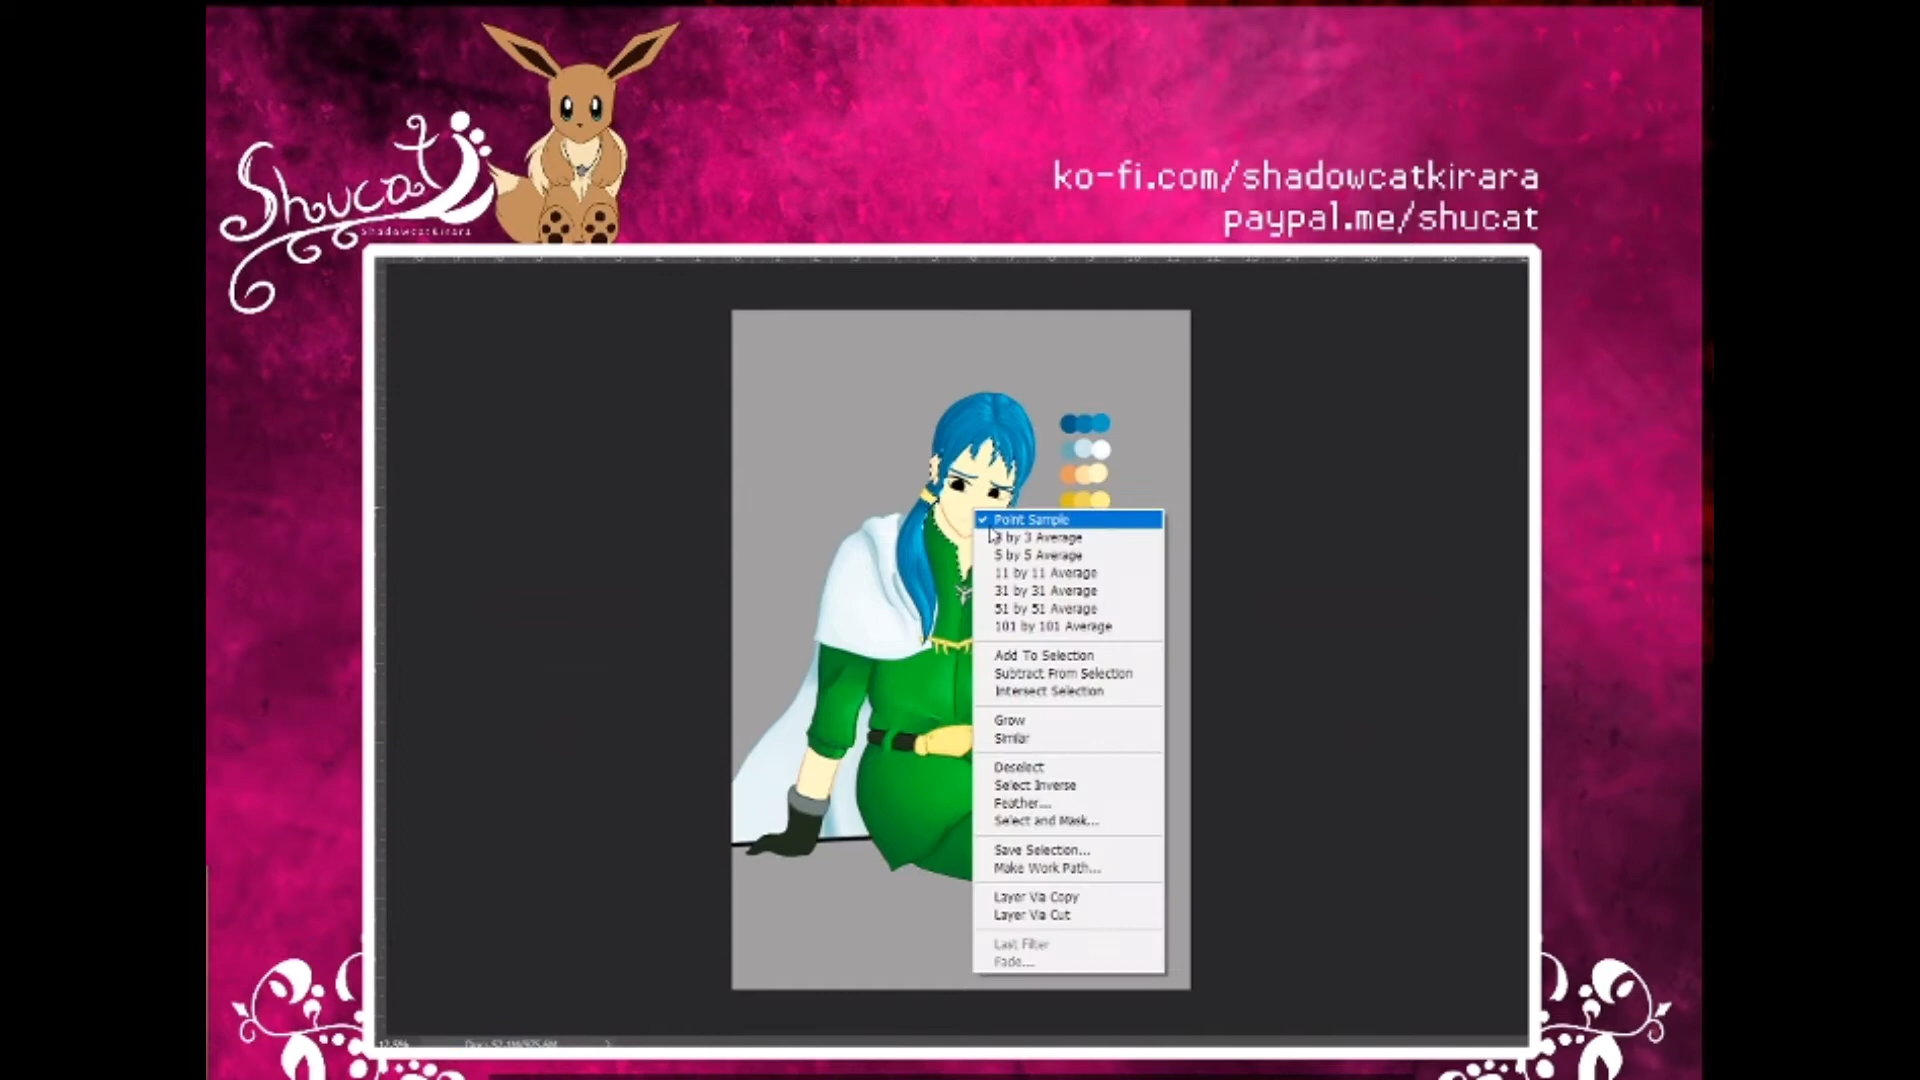 Shucat
shadowcatkirara
ko-fi.com/shadowcatkirara
paypal.me/shucat
Point Sample
by 3 Average
5 by 5 Average
11 by 11 Average
31 by 31 Average
51 by 51 Average
101 by 101 Average
Add To Selection
Subtract From Selection
Intersect Selection
Grow
Similar
Deselect
Select Inverse
Feather...
Select and Mask...
Save Selection...
Make Work Path...
Layer Via Copy
Layer Via Cut
Last Filter
Fade...
12.5%